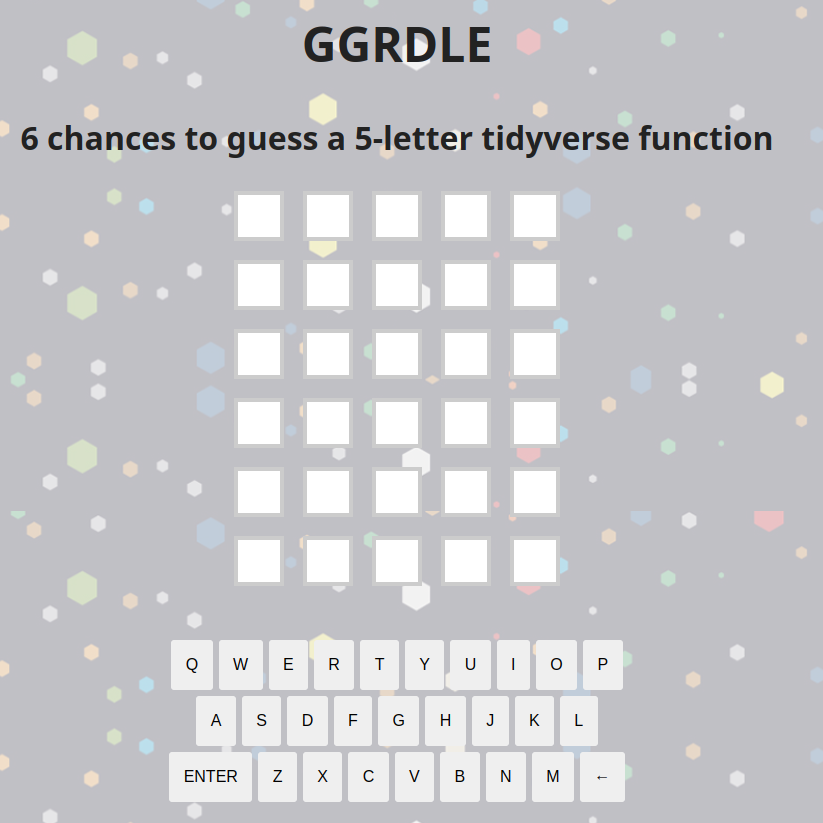 GGRDLE
6 chances to guess a 5-letter tidyverse function
Q W E R T Y U I O P
A S D F G H J K L
ENTER Z X C V B N M ←